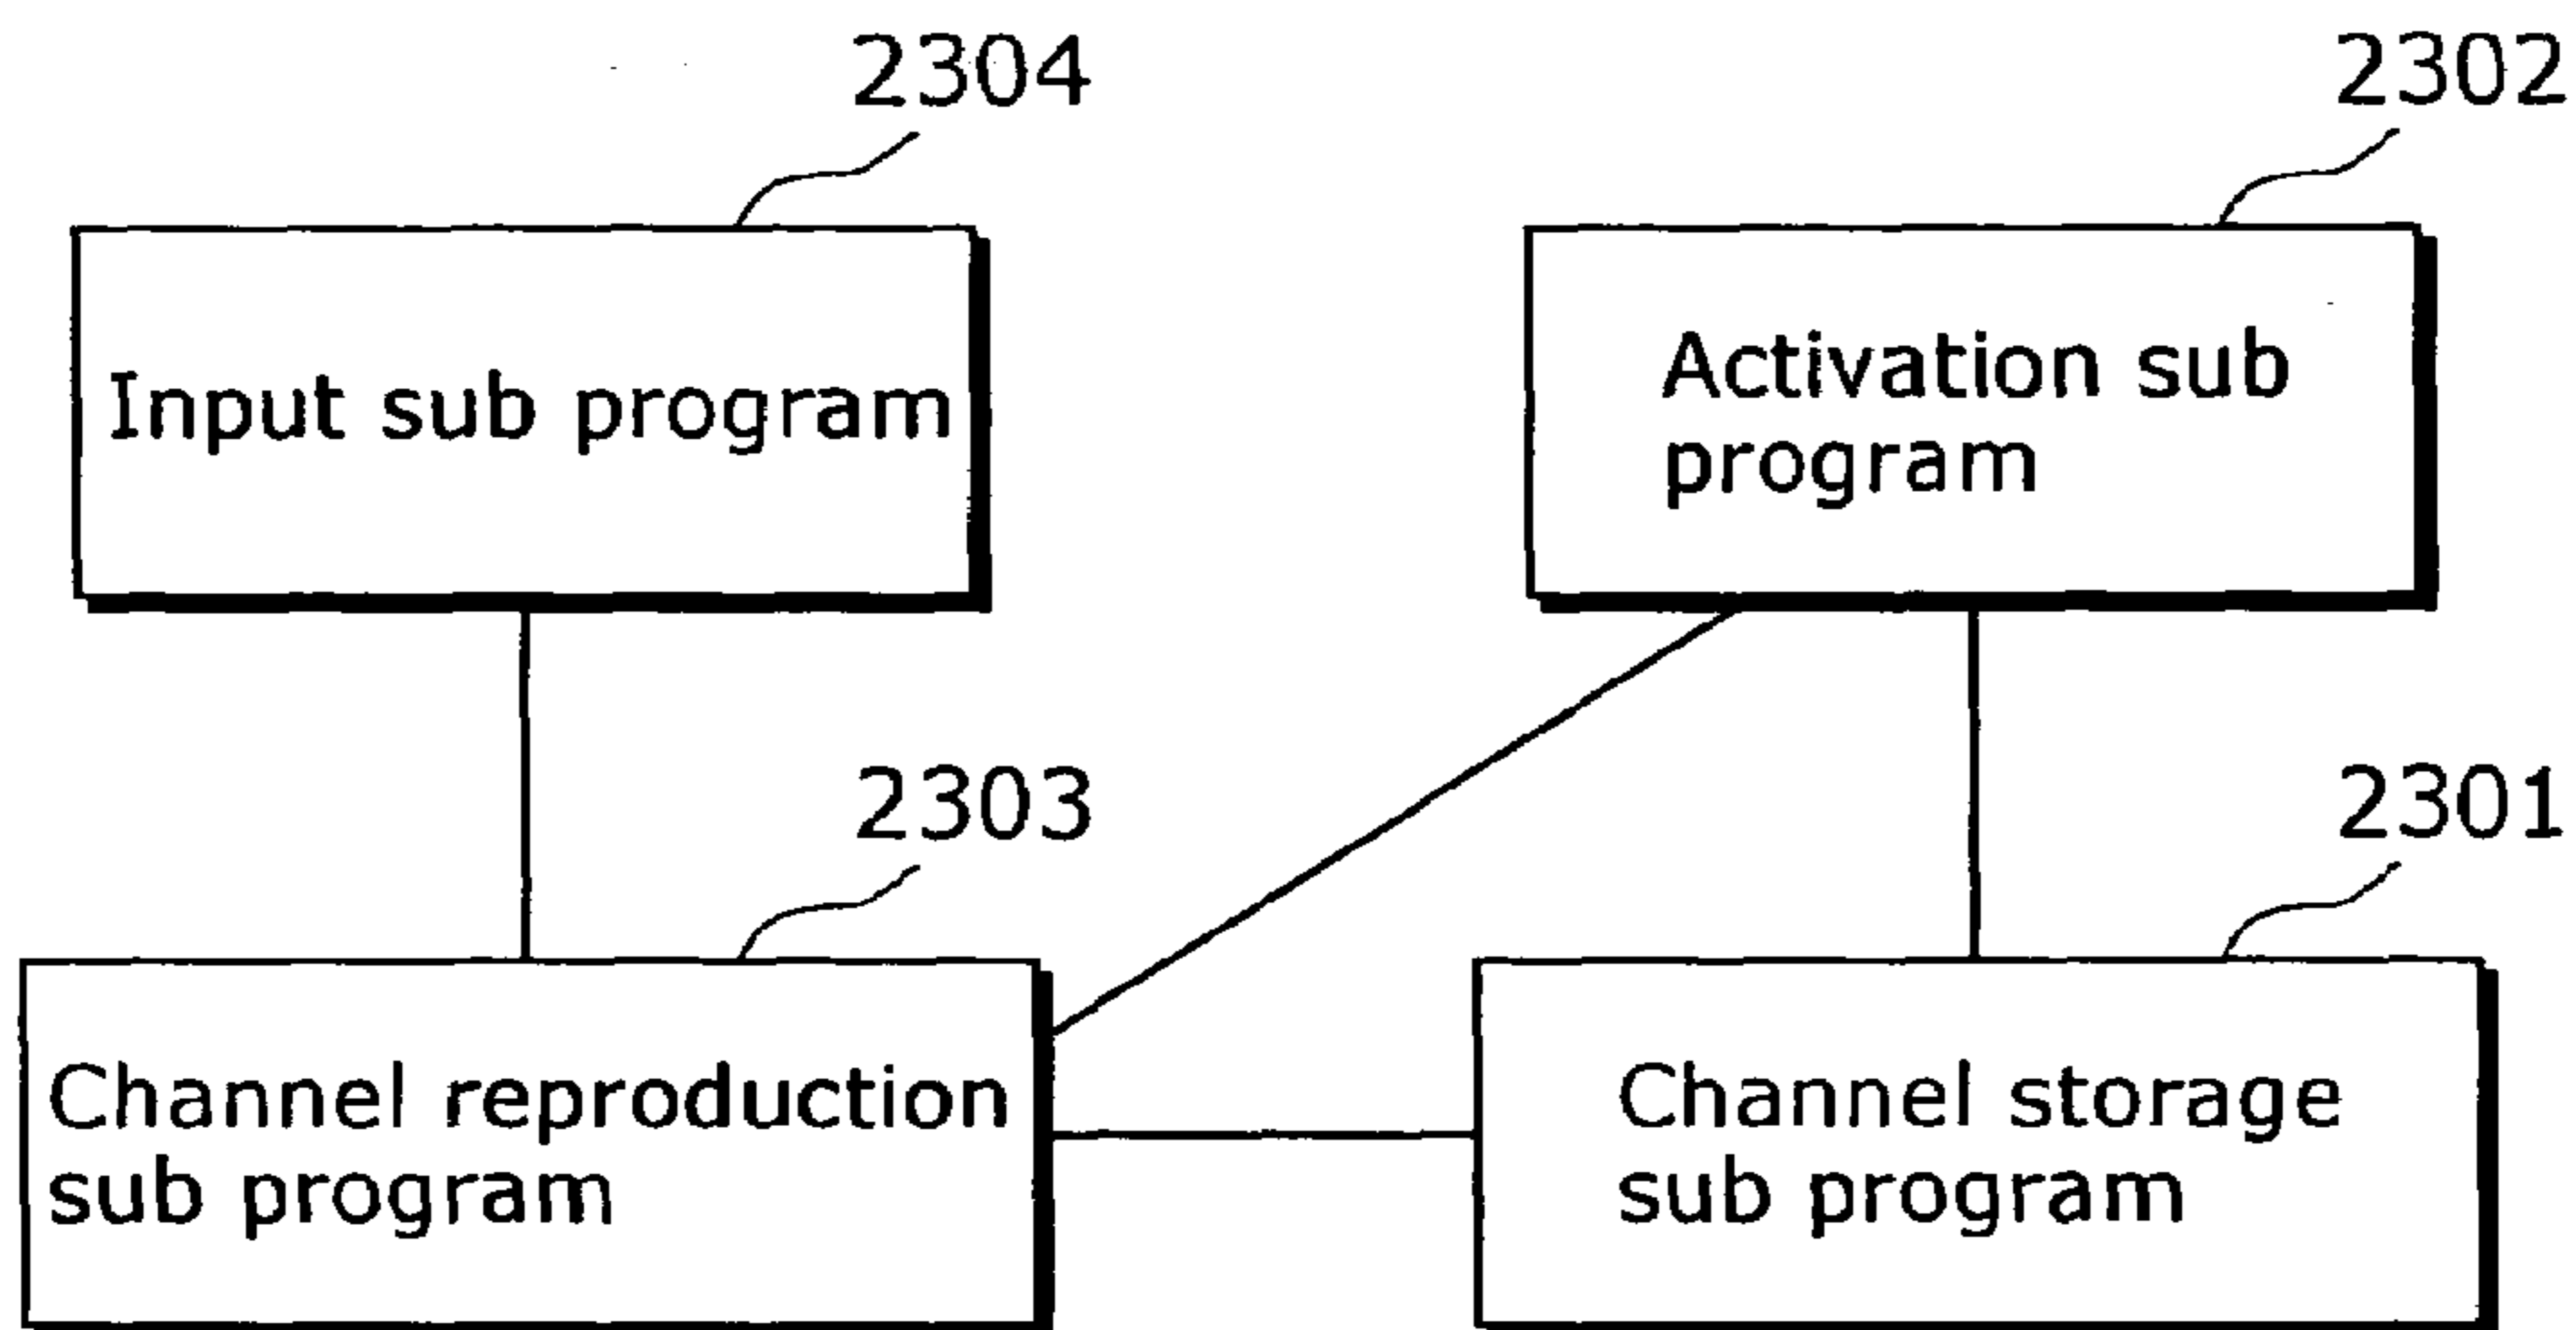 2304
2302
Input sub program
Activation sub
program
2303
2301
Channel reproduction
sub program
Channel storage
sub program